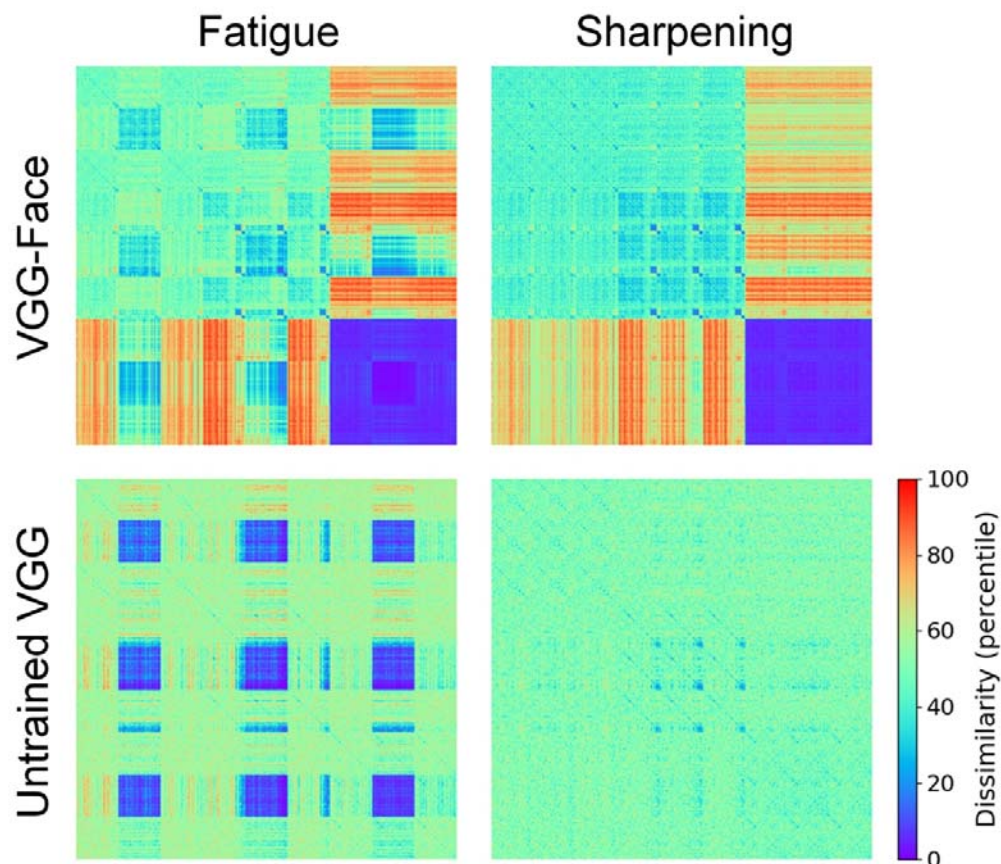 Fatigue
Sharpening
VGG-Face
Untrained VGG
100
80
60
40
20
0
Dissimilarity (percentile)